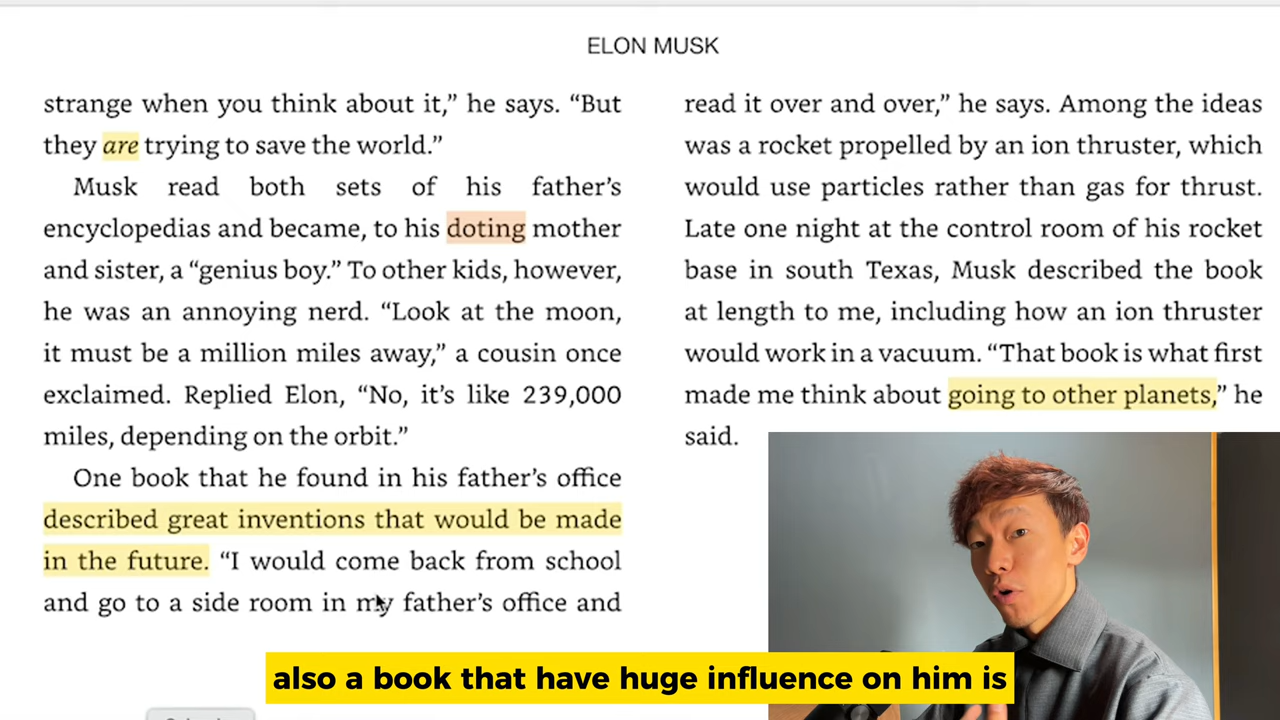 ELON MUSK
strange when you think about it,” he says. “But
they are trying to save the world.”
Musk read both sets of his father’s
encyclopedias and became, to his doting mother
and sister, a “genius boy.” To other kids, however,
he was an annoying nerd. “Look at the moon,
it must be a million miles away,” a cousin once
exclaimed. Replied Elon, “No, it’s like 239,000
miles, depending on the orbit.”
One book that he found in his father’s office
described great inventions that would be made
in the future. “I would come back from school
and go to a side room in my father’s office and
read it over and over,” he says. Among the ideas
was a rocket propelled by an ion thruster, which
would use particles rather than gas for thrust.
Late one night at the control room of his rocket
base in south Texas, Musk described the book
at length to me, including how an ion thruster
would work in a vacuum. “That book is what first
made me think about going to other planets,” he
said.
also a book that have huge influence on him is